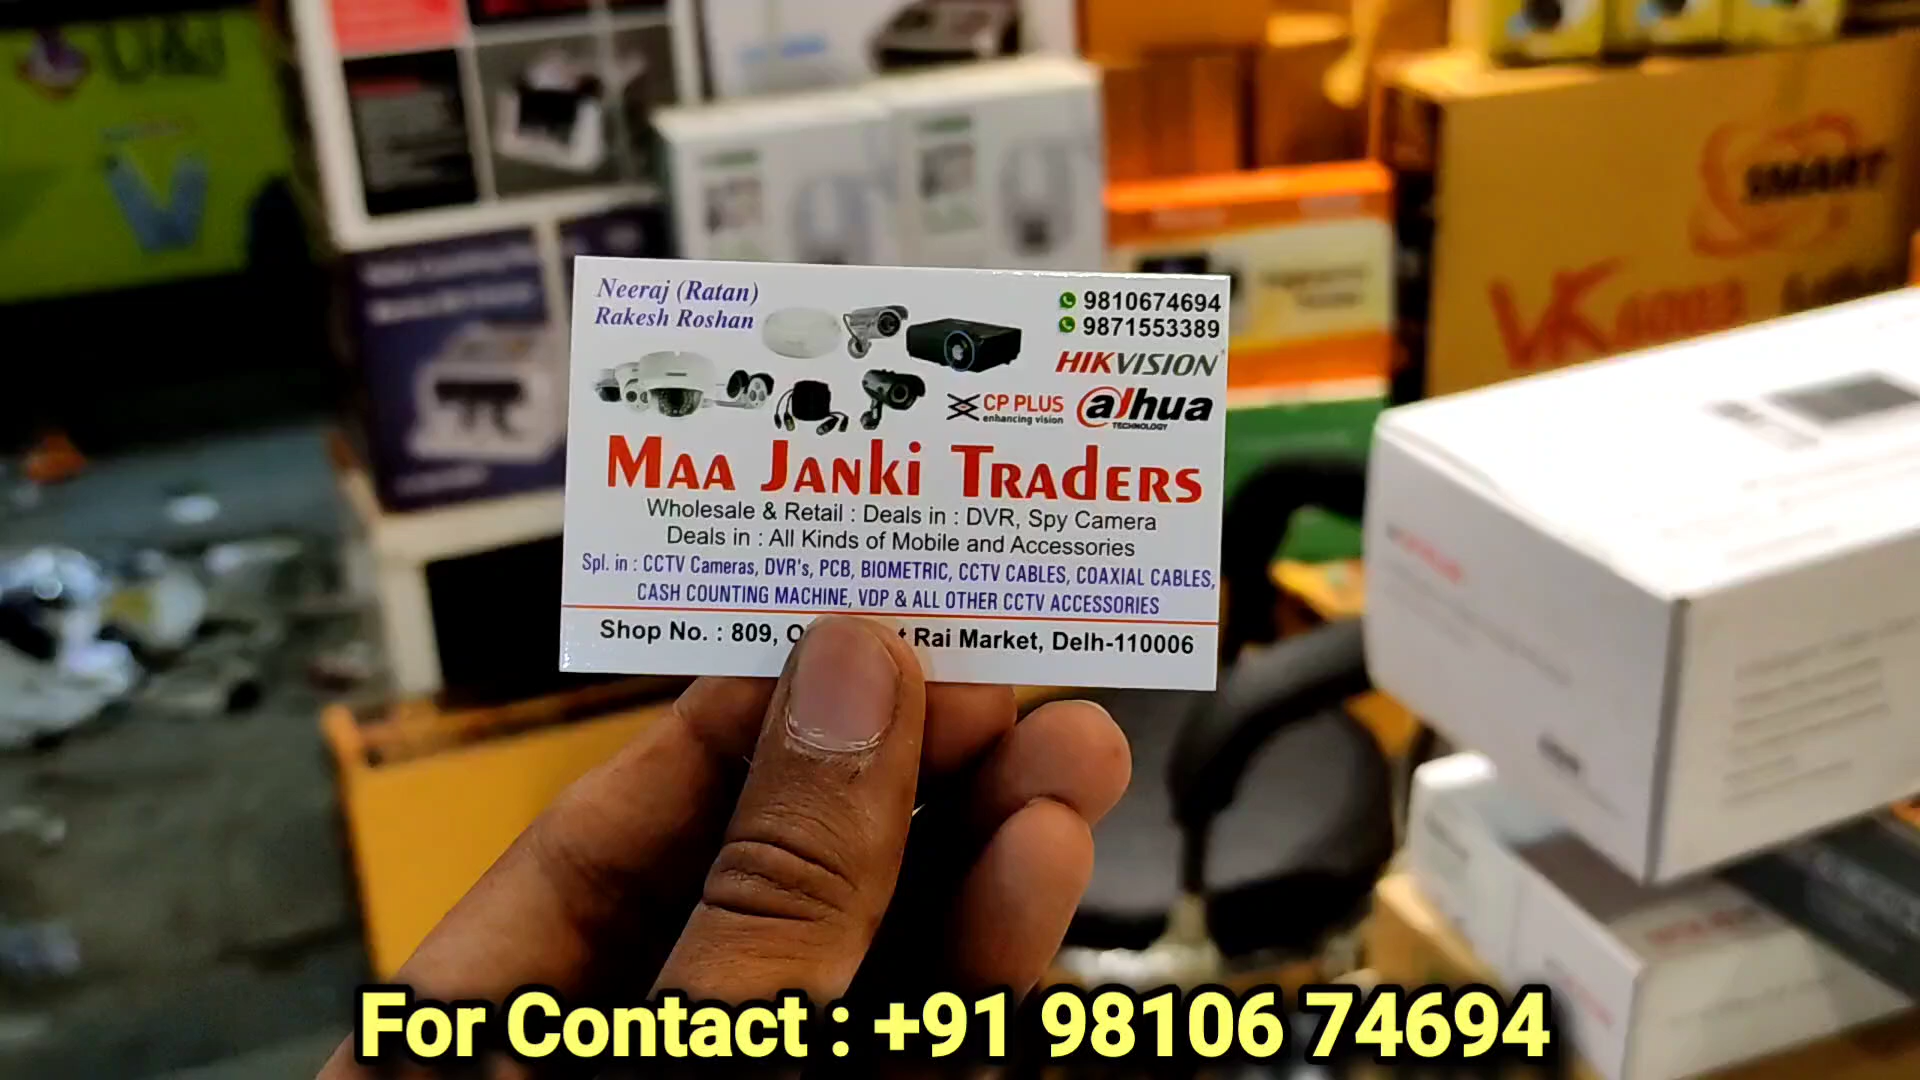 Neeraj (Ratan)
Rakesh Roshan
9810674694
9871553389
HIKVISION
CP PLUS
enhancing vision
alhua
TECHNOLOGY
MAA JANKI TRADERS
Wholesale & Retail : Deals in : DVR, Spy Camera
Deals in : All Kinds of Mobile and Accessories
Spl. in : CCTV Cameras, DVR's, PCB, BIOMETRIC, CCTV CABLES, COAXIAL CABLES,
CASH COUNTING MACHINE, VDP & ALL OTHER CCTV ACCESSORIES
Shop No. : 809, Rai Market, Delh-110006
SMART
VK
For Contact : +91 98106 74694